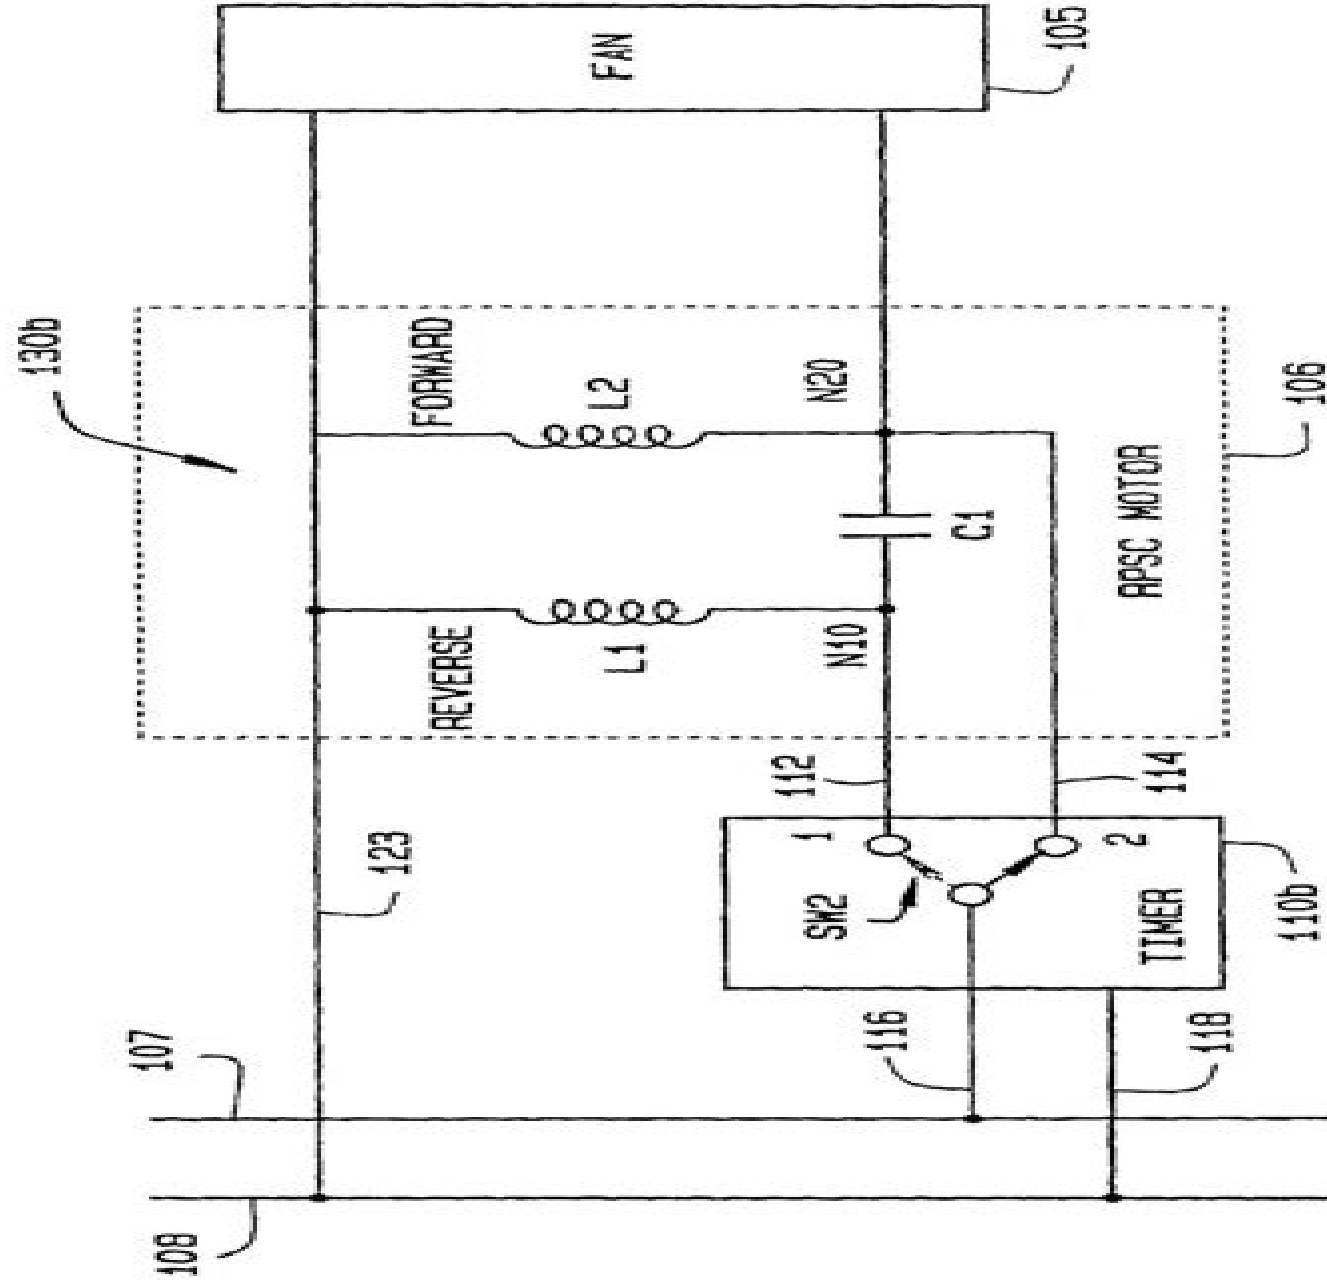 FAN
105
130b
FORWARD
L2
N20
106
C1
RPSC MOTOR
REVERSE
L1
N10
112
114
123
1
2
SW2
TIMER
110b
107
116
118
108